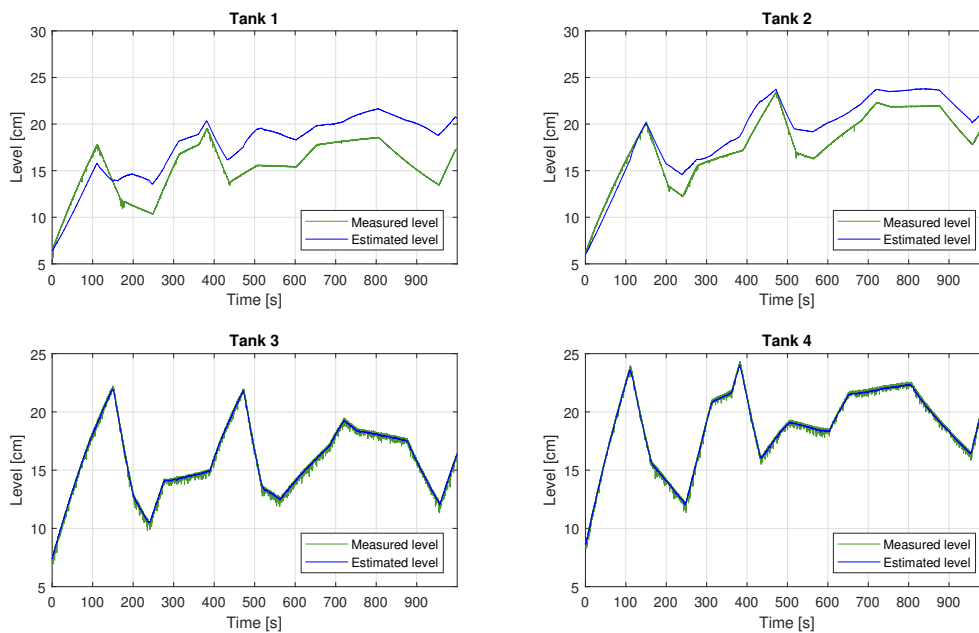 Tank 1
Level [cm]
30
25
20
15
10
5
0 100 200 300 400 500 600 700 800 900
Time [s]
Measured level
Estimated level
Tank 2
Level [cm]
30
25
20
15
10
5
0 100 200 300 400 500 600 700 800 900
Time [s]
Measured level
Estimated level
Tank 3
Level [cm]
25
20
15
10
5
0 100 200 300 400 500 600 700 800 900
Time [s]
Measured level
Estimated level
Tank 4
Level [cm]
25
20
15
10
5
0 100 200 300 400 500 600 700 800 900
Time [s]
Measured level
Estimated level